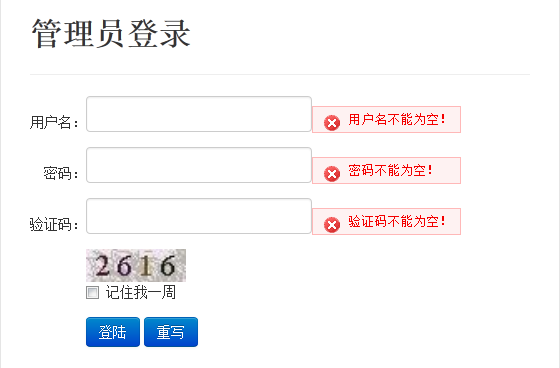 管理员登录
用户名： 用户名不能为空！
密码： 密码不能为空！
验证码： 验证码不能为空！
2616
记住我一周
登陆 重写